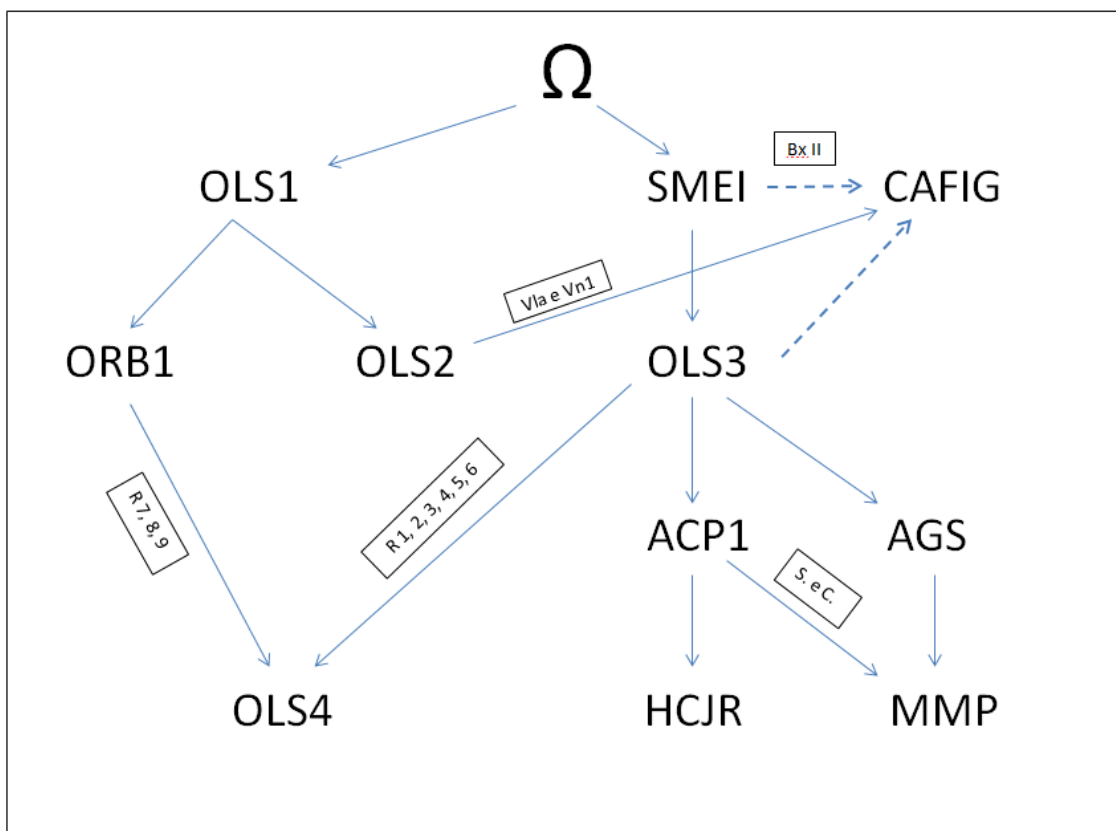 Ω
Bx II
OLS1
SMEI
CAFIG
Vla e Vn1
ORB1
OLS2
OLS3
R 7, 8, 9
R 1, 2, 3, 4, 5, 6
ACP1
AGS
S. e C.
OLS4
HCJR
MMP